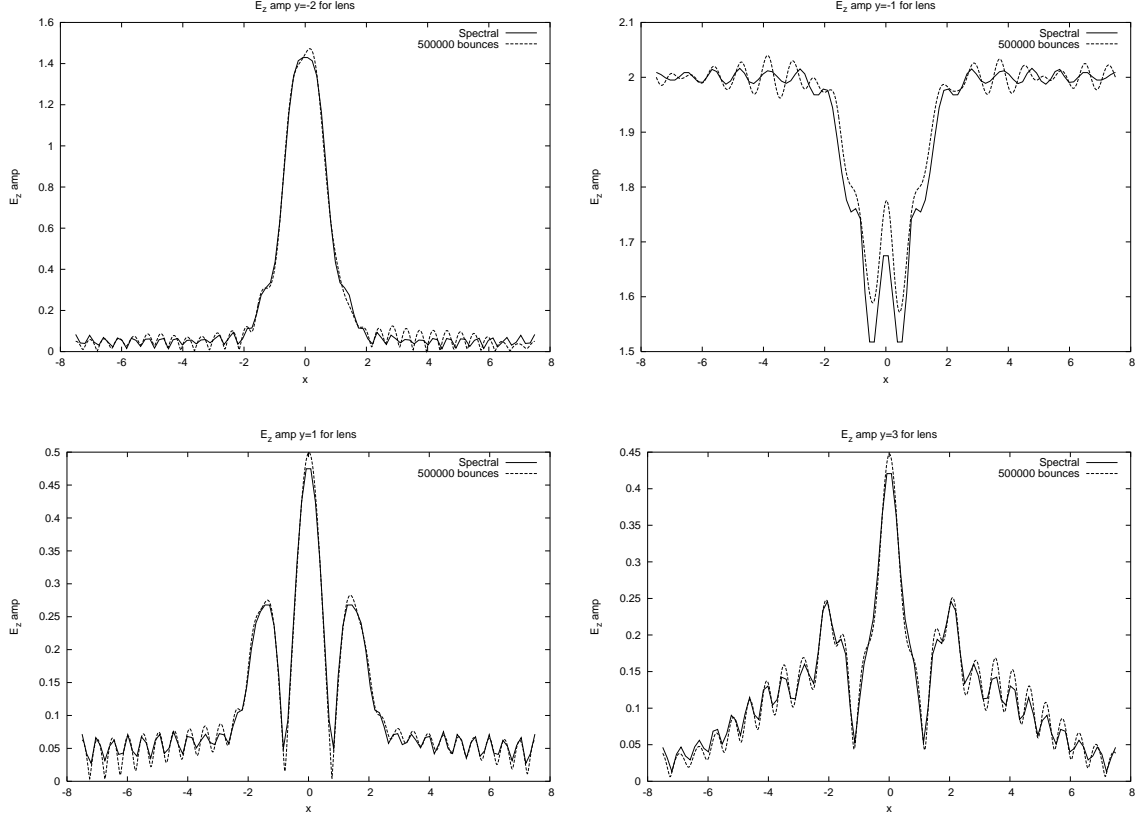 E_z amp y=-2 for lens
Spectral
500000 bounces
1.6
1.4
1.2
1
0.8
0.6
0.4
0.2
0
E_z amp
-8 -6 -4 -2 0 2 4 6 8
x
E_z amp y=-1 for lens
Spectral
500000 bounces
2.1
2
1.9
1.8
1.7
1.6
1.5
E_z amp
-8 -6 -4 -2 0 2 4 6 8
x
E_z amp y=1 for lens
Spectral
500000 bounces
0.5
0.45
0.4
0.35
0.3
0.25
0.2
0.15
0.1
0.05
0
E_z amp
-8 -6 -4 -2 0 2 4 6 8
x
E_z amp y=3 for lens
Spectral
500000 bounces
0.45
0.4
0.35
0.3
0.25
0.2
0.15
0.1
0.05
0
E_z amp
-8 -6 -4 -2 0 2 4 6 8
x